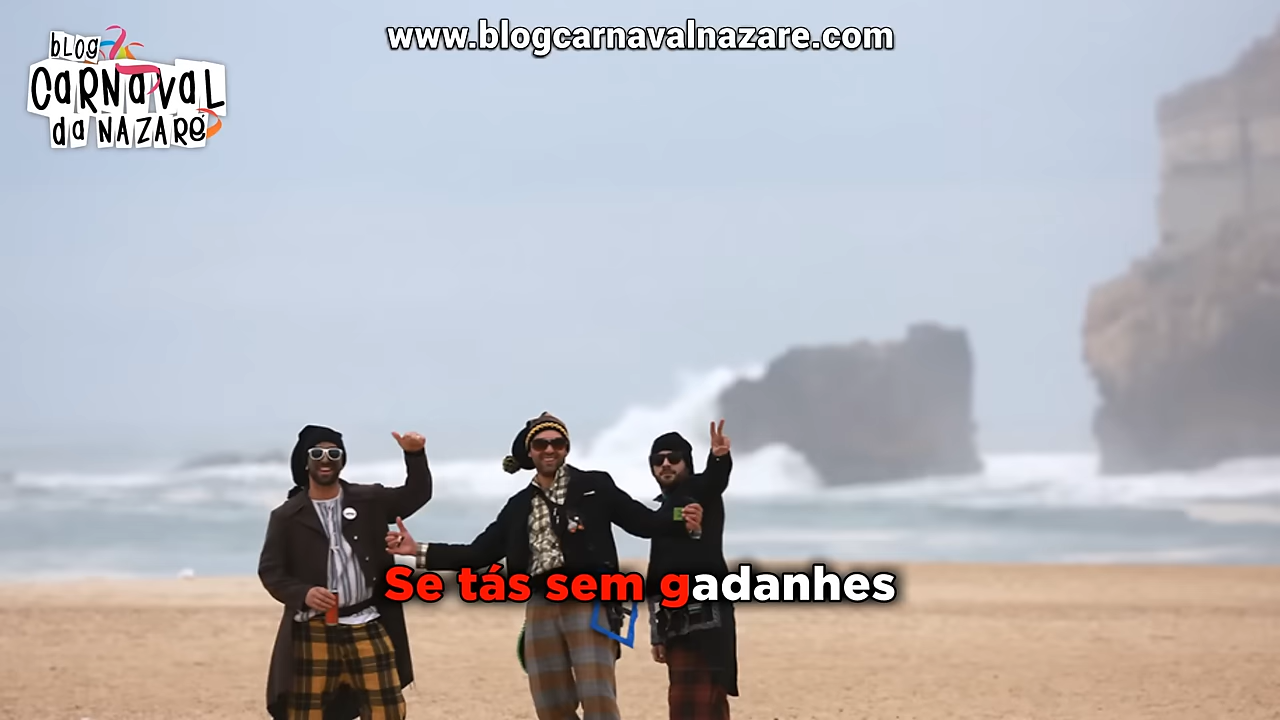 www.blogcarnavalnazare.com
blog
CARNAVAL
da NAZARé
Se tás sem gadanhes